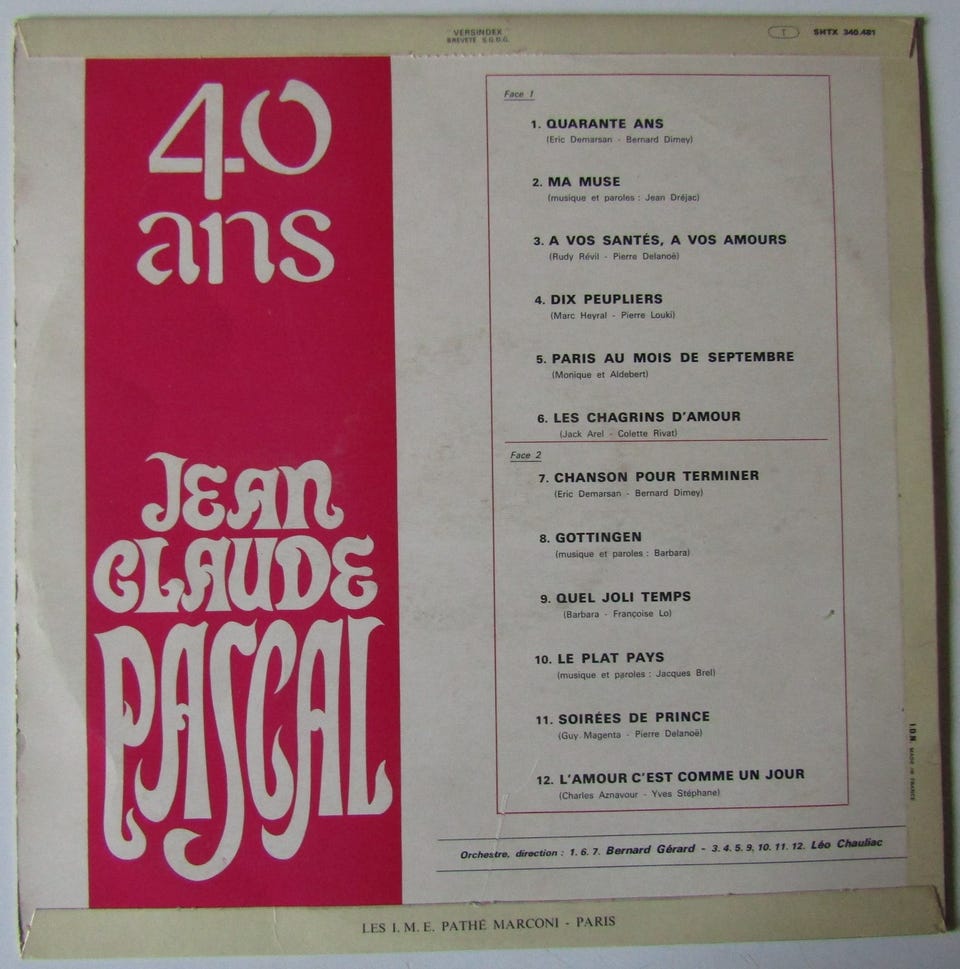 VERSINDEX
BREVETÉ S.G.D.G.
T
SHTX 340.481
40
ans
JEAN
CLAUDE
PASCAL
Face 1
1. QUARANTE ANS
(Eric Demarsan - Bernard Dimey)
2. MA MUSE
(musique et paroles : Jean Dréjac)
3. A VOS SANTÉS, A VOS AMOURS
(Rudy Révil - Pierre Delanoë)
4. DIX PEUPLIERS
(Marc Heyral - Pierre Louki)
5. PARIS AU MOIS DE SEPTEMBRE
(Monique et Aldebert)
6. LES CHAGRINS D'AMOUR
(Jack Arel - Colette Rivat)
Face 2
7. CHANSON POUR TERMINER
(Eric Demarsan - Bernard Dimey)
8. GOTTINGEN
(musique et paroles : Barbara)
9. QUEL JOLI TEMPS
(Barbara - Françoise Lo)
10. LE PLAT PAYS
(musique et paroles : Jacques Brel)
11. SOIRÉES DE PRINCE
(Guy Magenta - Pierre Delanoë)
12. L'AMOUR C'EST COMME UN JOUR
(Charles Aznavour - Yves Stéphane)
Orchestre, direction : 1. 6. 7. Bernard Gérard - 3. 4. 5. 9. 10. 11. 12. Léo Chauliac
I.D.N. MADE IN FRANCE
LES I. M. E. PATHÉ MARCONI - PARIS